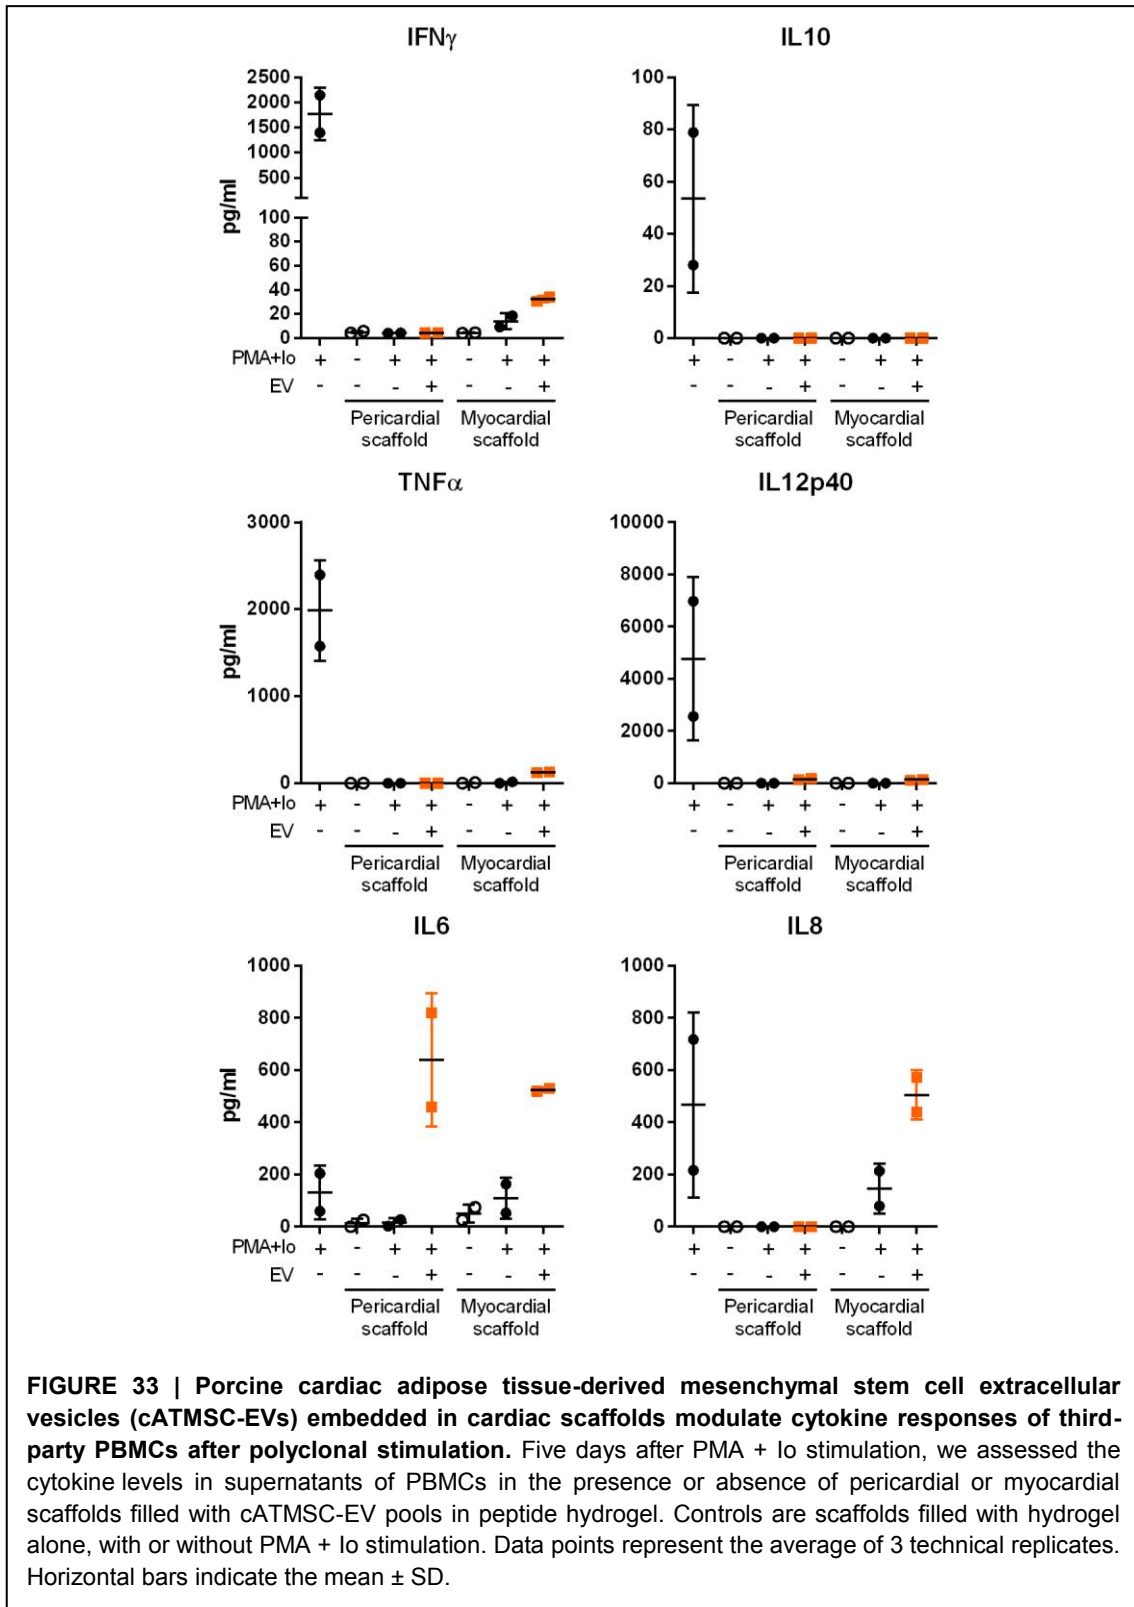 IFNγ
IL10
2500
2000
1500
1000
500
100
80
60
40
20
0
pg/ml
100
80
60
40
20
0
PMA+Io + - + + - + +
EV - - - + - - +
Pericardial scaffold
Myocardial scaffold
+ - + + - + +
- - - + - - +
Pericardial scaffold
Myocardial scaffold
TNFα
IL12p40
3000
2000
1000
0
pg/ml
10000
8000
6000
4000
2000
0
PMA+Io + - + + - + +
EV - - - + - - +
Pericardial scaffold
Myocardial scaffold
+ - + + - + +
- - - + - - +
Pericardial scaffold
Myocardial scaffold
IL6
IL8
1000
800
600
400
200
0
pg/ml
1000
800
600
400
200
0
PMA+Io + - + + - + +
EV - - - + - - +
Pericardial scaffold
Myocardial scaffold
+ - + + - + +
- - - + - - +
Pericardial scaffold
Myocardial scaffold
FIGURE 33 | Porcine cardiac adipose tissue-derived mesenchymal stem cell extracellular
vesicles (cATMSC-EVs) embedded in cardiac scaffolds modulate cytokine responses of third-
party PBMCs after polyclonal stimulation. Five days after PMA + Io stimulation, we assessed the
cytokine levels in supernatants of PBMCs in the presence or absence of pericardial or myocardial
scaffolds filled with cATMSC-EV pools in peptide hydrogel. Controls are scaffolds filled with hydrogel
alone, with or without PMA + Io stimulation. Data points represent the average of 3 technical replicates.
Horizontal bars indicate the mean ± SD.